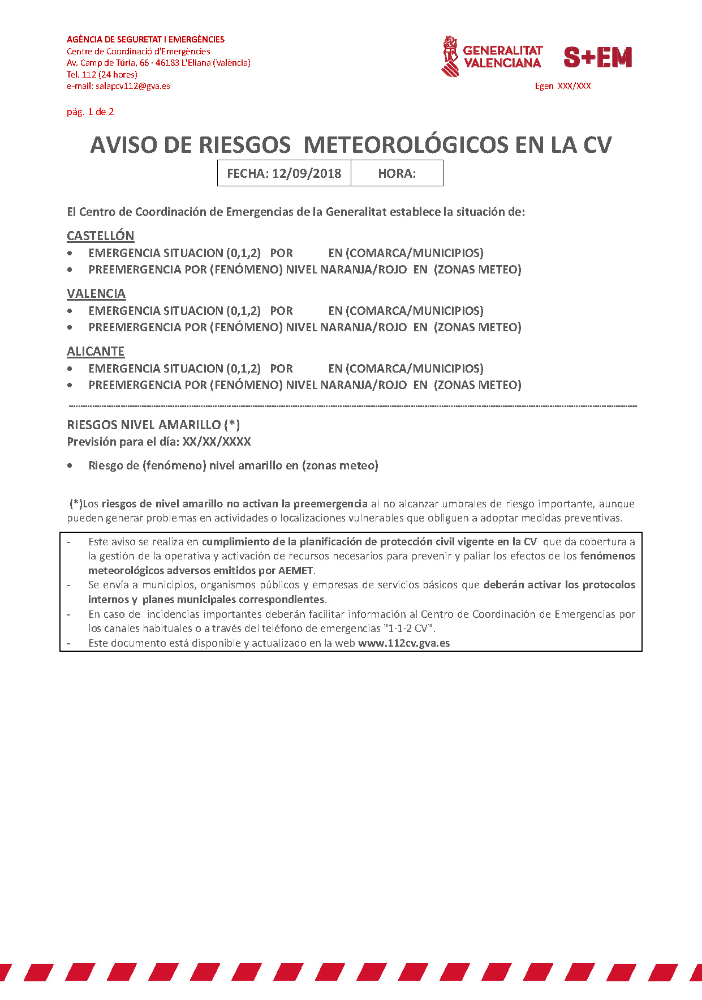 AGÈNCIA DE SEGURETAT I EMERGÈNCIES
Centre de Coordinació d'Emergències
Av. Camp de Túria, 66 · 46183 L'Eliana (València)
Tel. 112 (24 hores)
e-mail: salapcv112@gva.es
GENERALITAT
VALENCIANA
S+EM
Egen XXX/XXX
pág. 1 de 2
AVISO DE RIESGOS METEOROLÓGICOS EN LA CV
FECHA: 12/09/2018 HORA:
El Centro de Coordinación de Emergencias de la Generalitat establece la situación de:
CASTELLÓN
• EMERGENCIA SITUACION (0,1,2) POR EN (COMARCA/MUNICIPIOS)
• PREEMERGENCIA POR (FENÓMENO) NIVEL NARANJA/ROJO EN (ZONAS METEO)
VALENCIA
• EMERGENCIA SITUACION (0,1,2) POR EN (COMARCA/MUNICIPIOS)
• PREEMERGENCIA POR (FENÓMENO) NIVEL NARANJA/ROJO EN (ZONAS METEO)
ALICANTE
• EMERGENCIA SITUACION (0,1,2) POR EN (COMARCA/MUNICIPIOS)
• PREEMERGENCIA POR (FENÓMENO) NIVEL NARANJA/ROJO EN (ZONAS METEO)
RIESGOS NIVEL AMARILLO (*)
Previsión para el día: XX/XX/XXXX
• Riesgo de (fenómeno) nivel amarillo en (zonas meteo)
(*)Los riesgos de nivel amarillo no activan la preemergencia al no alcanzar umbrales de riesgo importante, aunque
pueden generar problemas en actividades o localizaciones vulnerables que obliguen a adoptar medidas preventivas.
- Este aviso se realiza en cumplimiento de la planificación de protección civil vigente en la CV que da cobertura a
la gestión de la operativa y activación de recursos necesarios para prevenir y paliar los efectos de los fenómenos
meteorológicos adversos emitidos por AEMET.
- Se envía a municipios, organismos públicos y empresas de servicios básicos que deberán activar los protocolos
internos y planes municipales correspondientes.
- En caso de incidencias importantes deberán facilitar información al Centro de Coordinación de Emergencias por
los canales habituales o a través del teléfono de emergencias "1·1·2 CV".
- Este documento está disponible y actualizado en la web www.112cv.gva.es